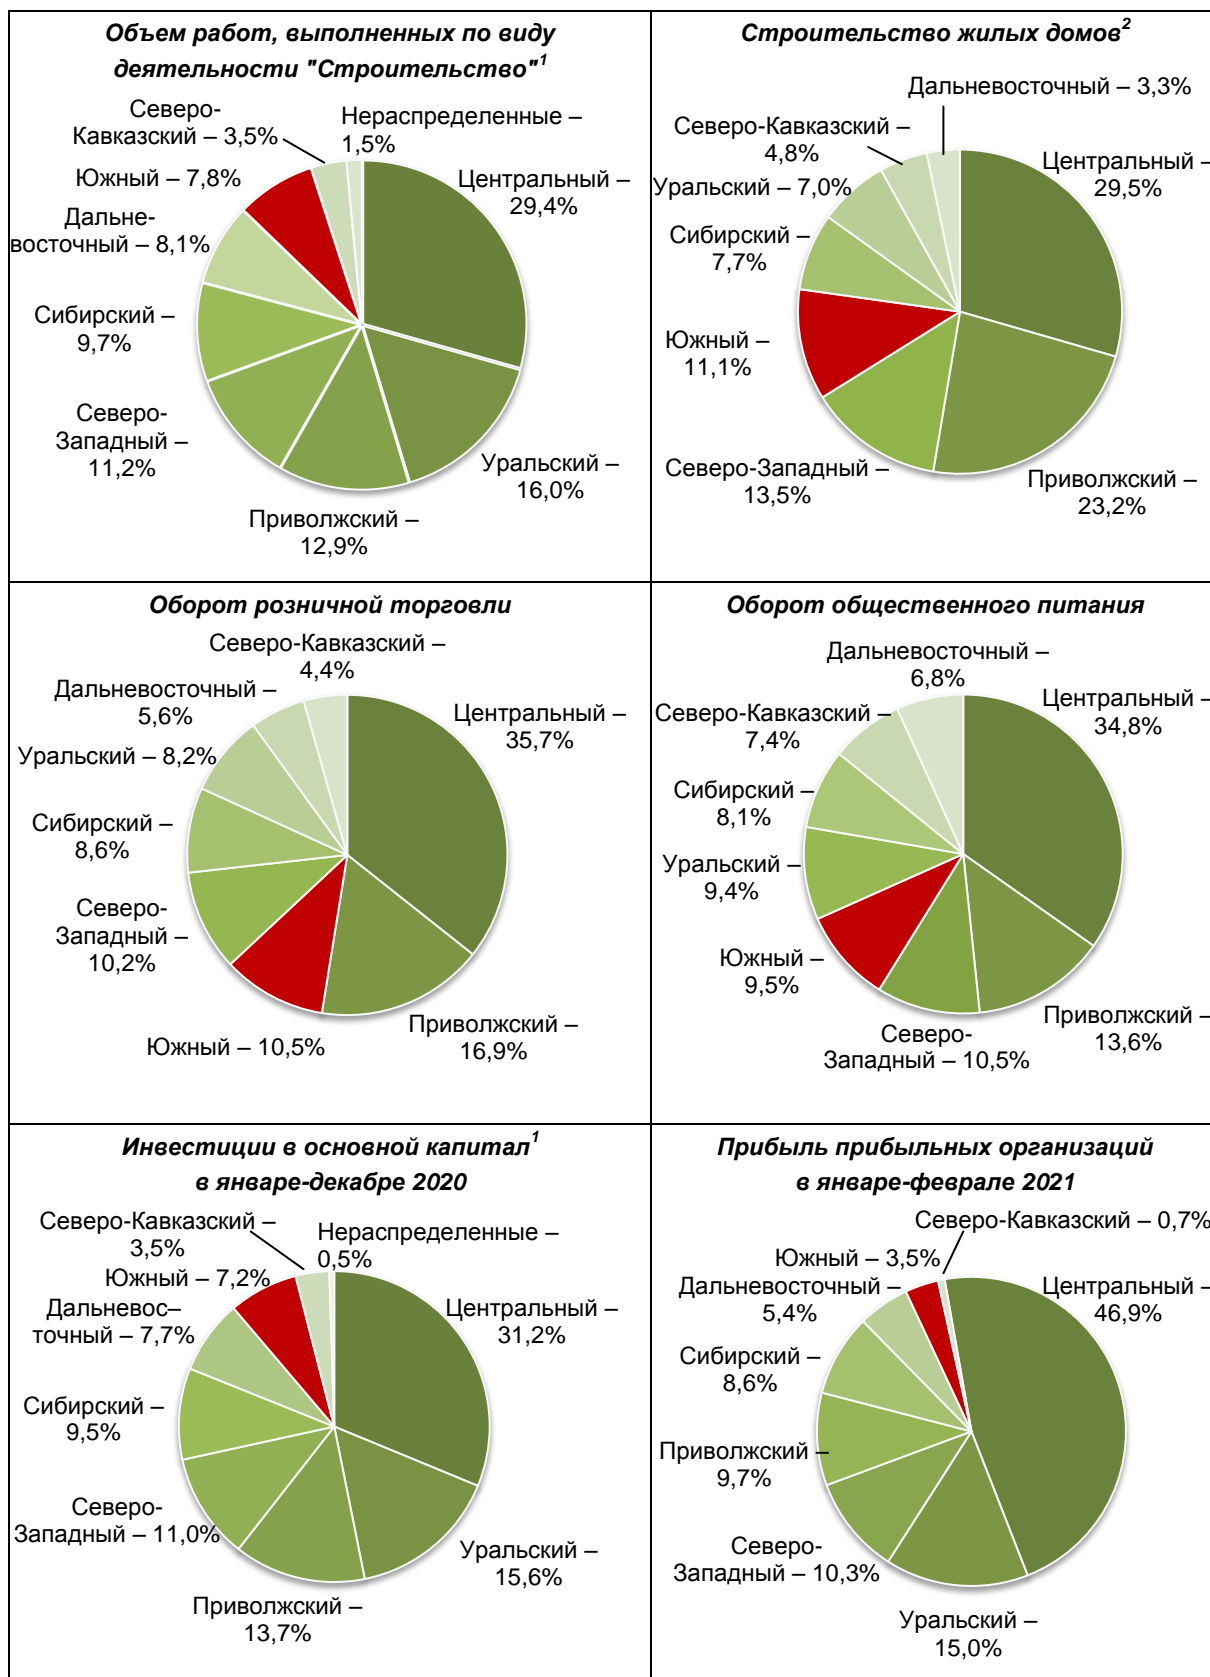 Объем работ, выполненных по виду
деятельности "Строительство"1
Северо-
Кавказский – 3,5%
Нераспределенные –
1,5%
Южный – 7,8%
Центральный –
29,4%
Дальне-
восточный – 8,1%
Сибирский –
9,7%
Северо-
Западный –
11,2%
Уральский –
16,0%
Приволжский –
12,9%
Строительство жилых домов2
Дальневосточный – 3,3%
Северо-Кавказский –
4,8%
Центральный –
29,5%
Уральский – 7,0%
Сибирский –
7,7%
Южный –
11,1%
Северо-Западный –
13,5%
Приволжский –
23,2%
Оборот розничной торговли
Северо-Кавказский –
4,4%
Дальневосточный –
5,6%
Центральный –
35,7%
Уральский – 8,2%
Сибирский –
8,6%
Северо-
Западный –
10,2%
Приволжский –
16,9%
Южный – 10,5%
Оборот общественного питания
Дальневосточный –
6,8%
Центральный –
34,8%
Северо-Кавказский –
7,4%
Сибирский –
8,1%
Уральский –
9,4%
Южный –
9,5%
Приволжский –
13,6%
Северо-
Западный – 10,5%
Инвестиции в основной капитал1
в январе-декабре 2020
Северо-Кавказский –
3,5%
Нераспределенные –
0,5%
Южный – 7,2%
Центральный –
31,2%
Дальневос–
точный – 7,7%
Сибирский –
9,5%
Северо-
Западный – 11,0%
Уральский –
15,6%
Приволжский –
13,7%
Прибыль прибыльных организаций
в январе-феврале 2021
Северо-Кавказский – 0,7%
Южный – 3,5%
Дальневосточный –
5,4%
Центральный –
46,9%
Сибирский –
8,6%
Приволжский –
9,7%
Северо-
Западный – 10,3%
Уральский –
15,0%